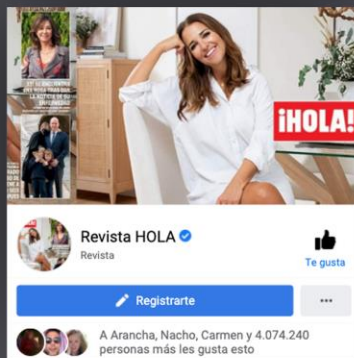 ¡HOLA!
Revista HOLA
Revista
Te gusta
Registrarte
A Arancha, Nacho, Carmen y 4.074.240
personas más les gusta esto